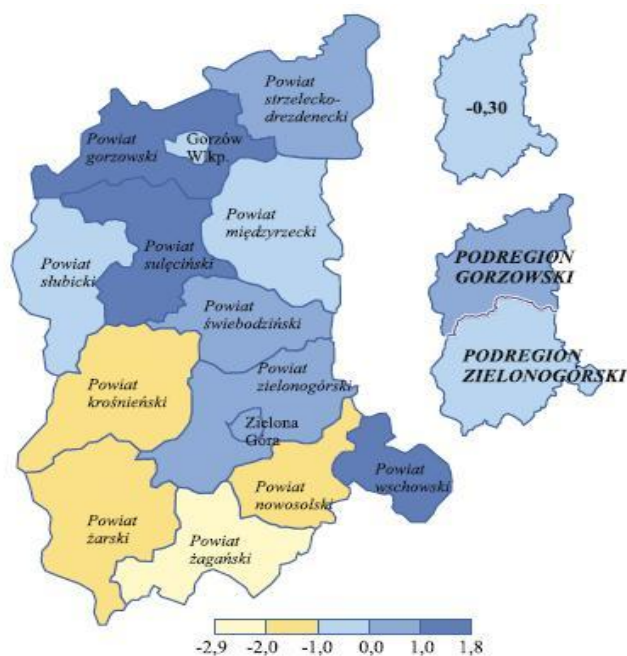 Powiat
strzelecko-
drezdenecki
-0,30
Powiat
gorzowski
Gorzów
Wlkp.
Powiat
międzyrzecki
Powiat
słubicki
Powiat
sulęciński
PODREGION
GORZOWSKI
Powiat
świebodziński
PODREGION
ZIELONOGÓRSKI
Powiat
krośnieński
Powiat
zielonogórski
Zielona
Góra
Powiat
wschowski
Powiat
nowosolski
Powiat
żarski
Powiat
żagański
-2,9 -2,0 -1,0 0,0 1,0 1,8